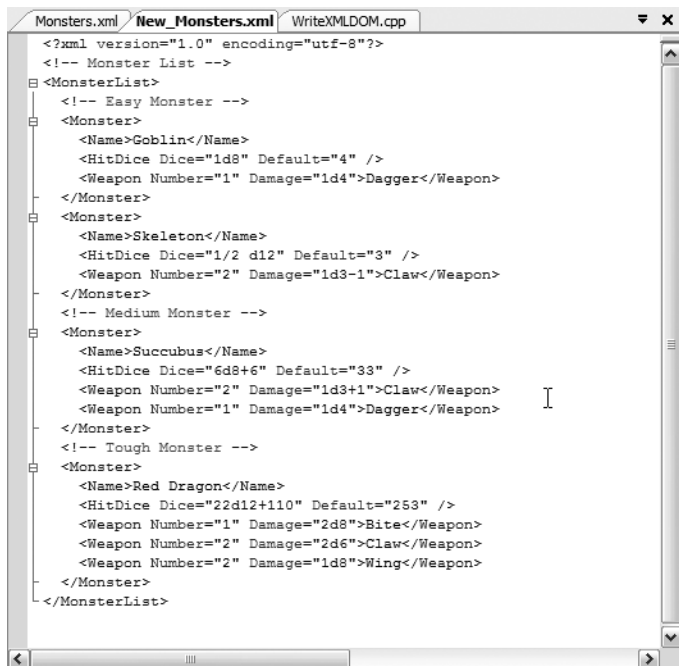 Monsters.xml New_Monsters.xml WriteXMLDOM.cpp
<?xml version="1.0" encoding="utf-8"?>
<!-- Monster List -->
<MonsterList>
<!-- Easy Monster -->
<Monster>
<Name>Goblin</Name>
<HitDice Dice="1d8" Default="4" />
<Weapon Number="1" Damage="1d4">Dagger</Weapon>
</Monster>
<Monster>
<Name>Skeleton</Name>
<HitDice Dice="1/2 d12" Default="3" />
<Weapon Number="2" Damage="1d3-1">Claw</Weapon>
</Monster>
<!-- Medium Monster -->
<Monster>
<Name>Succubus</Name>
<HitDice Dice="6d8+6" Default="33" />
<Weapon Number="2" Damage="1d3+1">Claw</Weapon>
<Weapon Number="1" Damage="1d4">Dagger</Weapon>
</Monster>
<!-- Tough Monster -->
<Monster>
<Name>Red Dragon</Name>
<HitDice Dice="22d12+110" Default="253" />
<Weapon Number="1" Damage="2d8">Bite</Weapon>
<Weapon Number="2" Damage="2d6">Claw</Weapon>
<Weapon Number="2" Damage="1d8">Wing</Weapon>
</Monster>
</MonsterList>